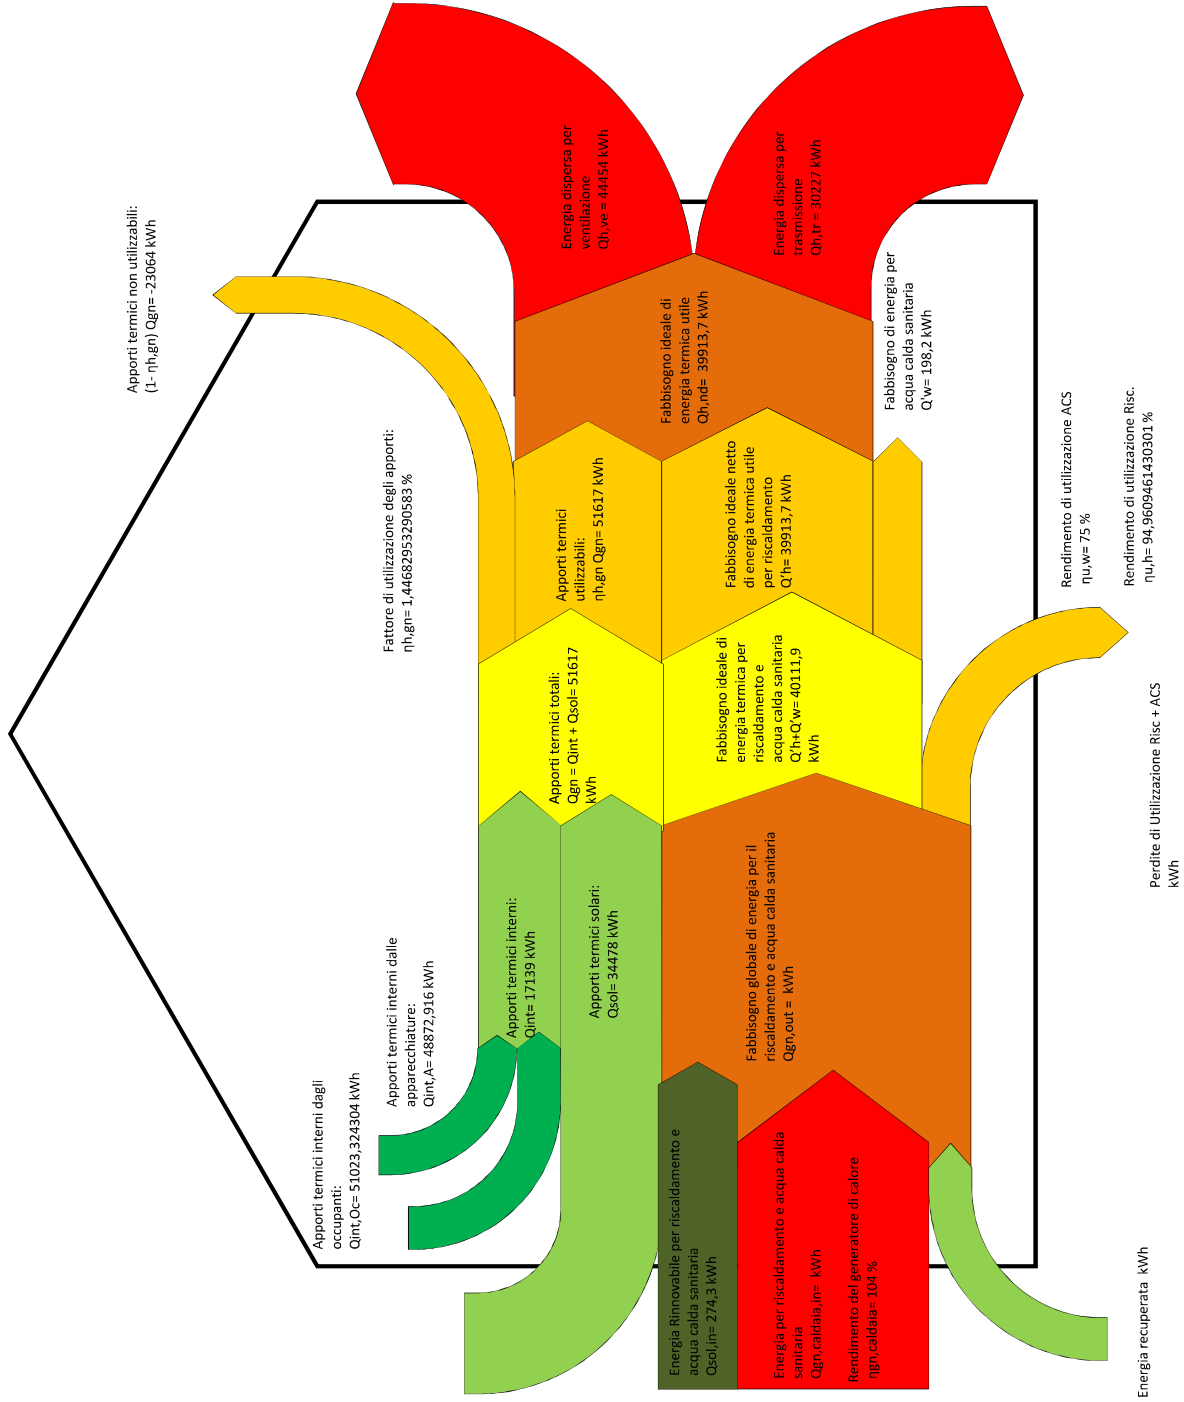 Apporti termici non utilizzabili:
(1- ηh,gn) Qgn= -23064 kWh
Apporti termici interni dagli
occupanti:
Qint,Oc= 51023,324304 kWh
Apporti termici interni dalle
apparecchiature:
Qint,A= 48872,916 kWh
Fattore di utilizzazione degli apporti:
ηh,gn= 1,44682953290583 %
Apporti termici interni:
Qint= 17139 kWh
Apporti termici totali:
Qgn = Qint + Qsol= 51617
kWh
Apporti termici
utilizzabili:
ηh,gn Qgn= 51617 kWh
Energia dispersa per
ventilazione
Qh,ve = 44454 kWh
Apporti termici solari:
Qsol= 34478 kWh
Fabbisogno ideale di
energia termica utile
Qh,nd=  39913,7 kWh
Energia Rinnovabile per riscaldamento e
acqua calda sanitaria
Qsol,in= 274,3 kWh
Fabbisogno globale di energia per il
riscaldamento e acqua calda sanitaria
Qgn,out =  kWh
Fabbisogno ideale di
energia termica per
riscaldamento e
acqua calda sanitaria
Q'h+Q'w= 40111,9
kWh
Fabbisogno ideale netto
di energia termica utile
per riscaldamento
Q'h= 39913,7 kWh
Energia dispersa per
trasmissione
Qh,tr = 30227 kWh
Energia per riscaldamento e acqua calda
sanitaria
Qgn,caldaia,in=  kWh
Rendimento del generatore di calore
ηgn,caldaia= 104 %
Fabbisogno di energia per
acqua calda sanitaria
Q'w= 198,2 kWh
Rendimento di utilizzazione ACS
ηu,w= 75 %
Rendimento di utilizzazione Risc.
ηu,h= 94,9609461430301 %
Energia recuperata  kWh
Perdite di Utilizzazione Risc + ACS
kWh